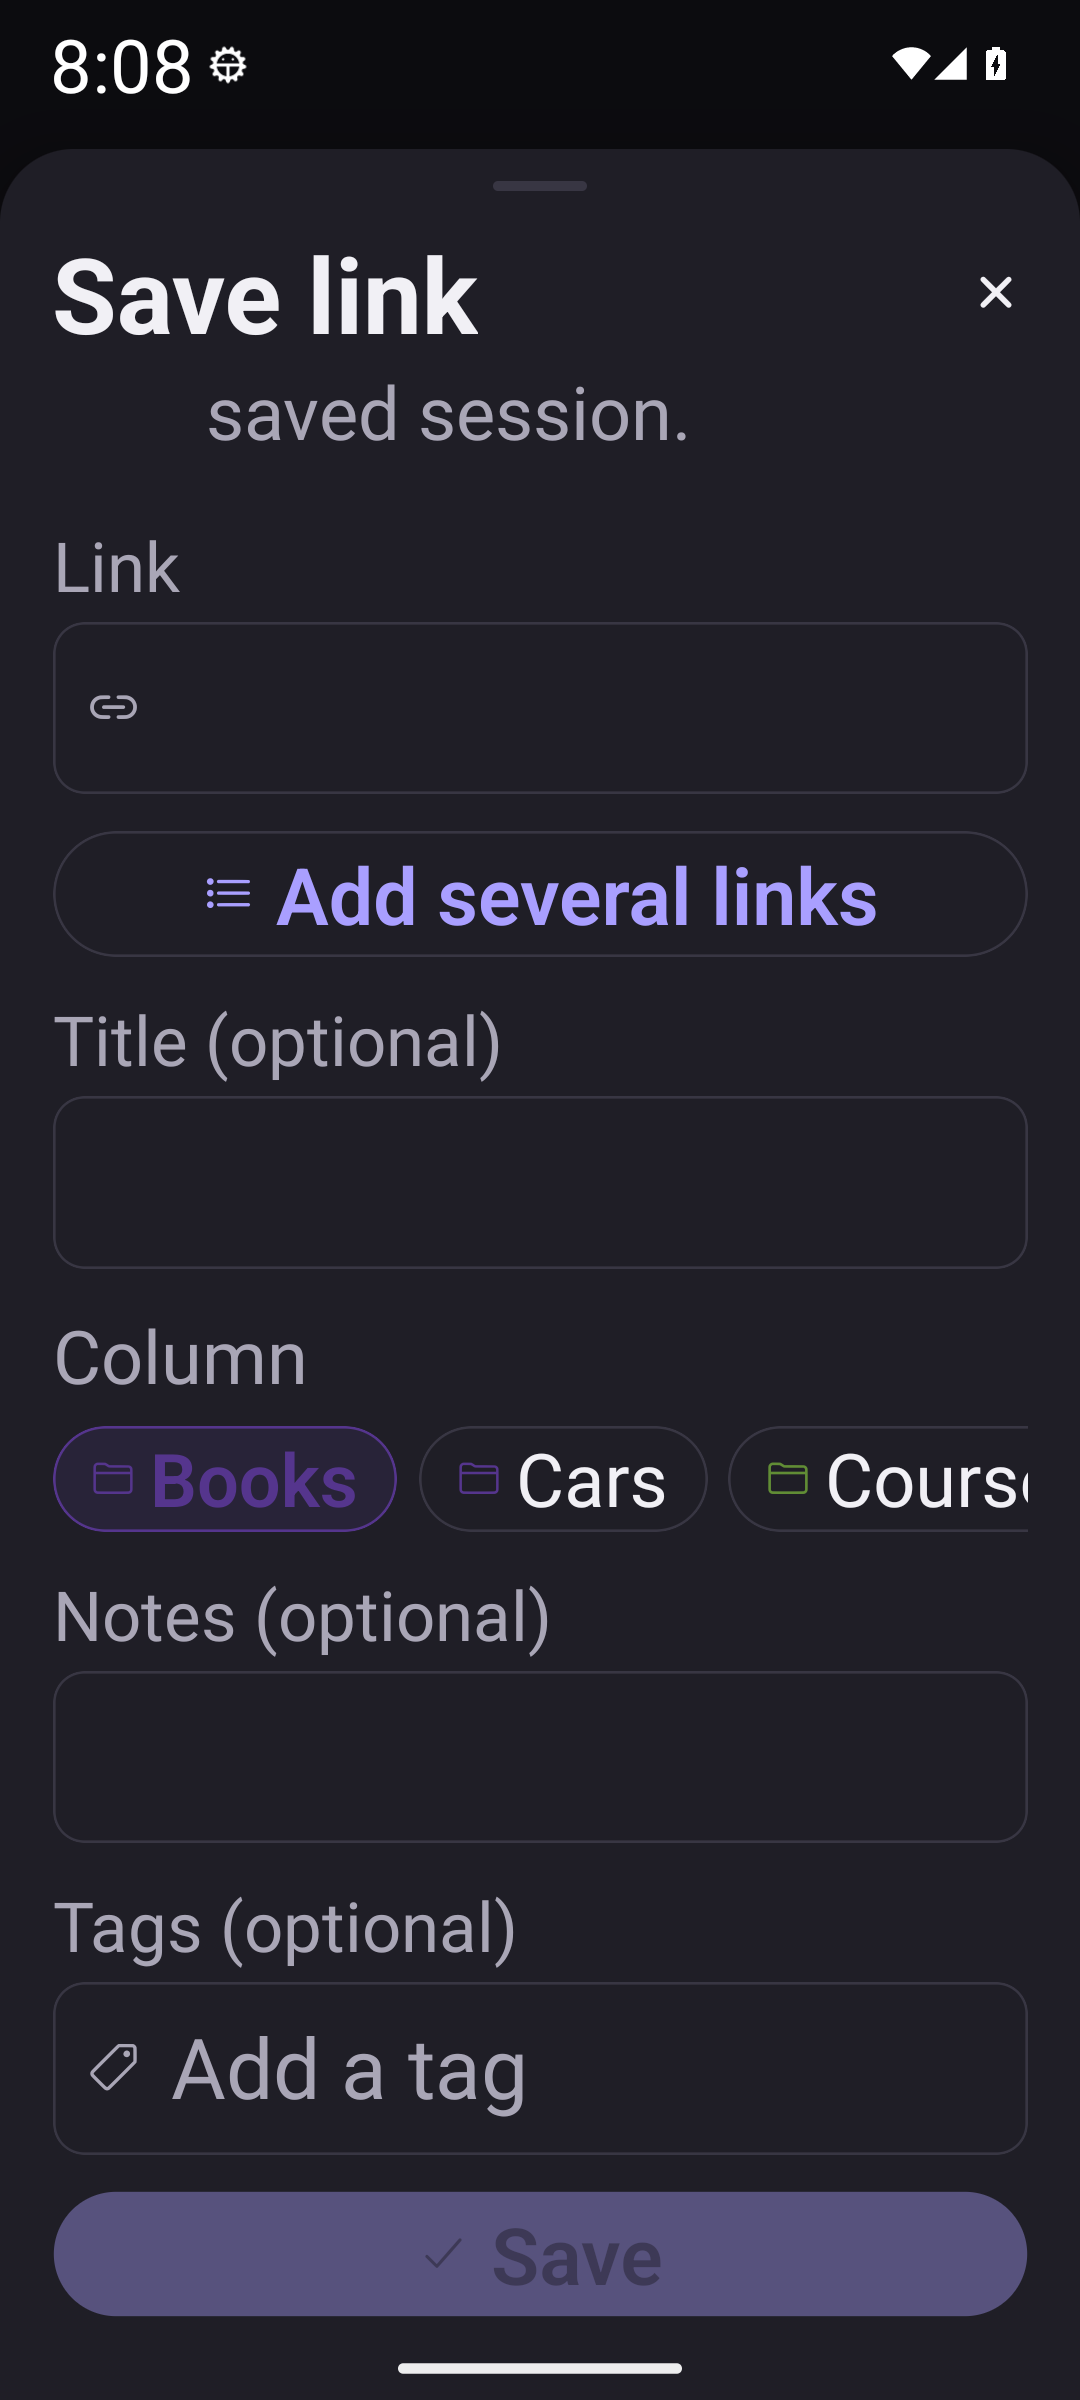 8:08
Save link
saved session.
Link
Add several links
Title (optional)
Column
Books Cars Course
Notes (optional)
Tags (optional)
Add a tag
Save